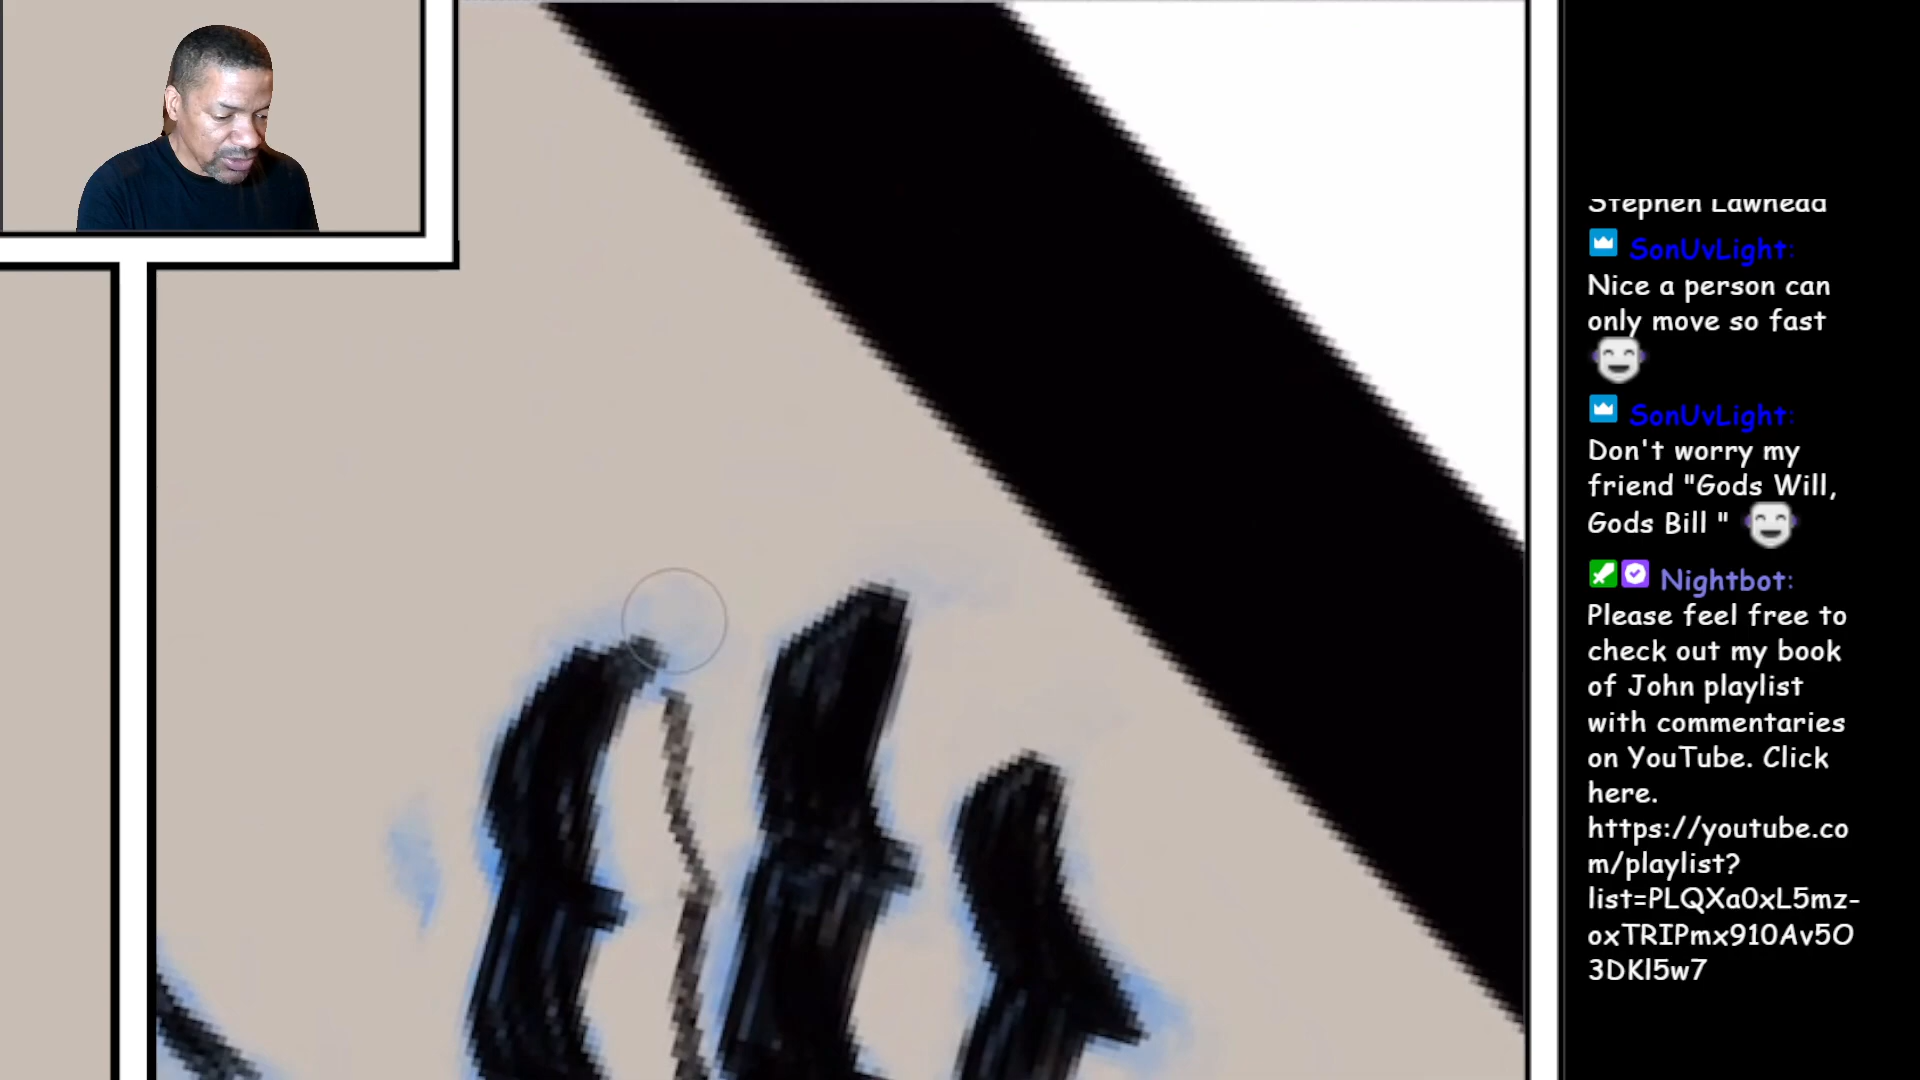 Stephen Lawhead
SonUvLight:
Nice a person can
only move so fast
SonUvLight:
Don't worry my
friend "Gods Will,
Gods Bill "
Nightbot:
Please feel free to
check out my book
of John playlist
with commentaries
on YouTube. Click
here.
https://youtube.co
m/playlist?
list=PLQXa0xL5mz-
oxTRIPmx910Av5O
3DKl5w7